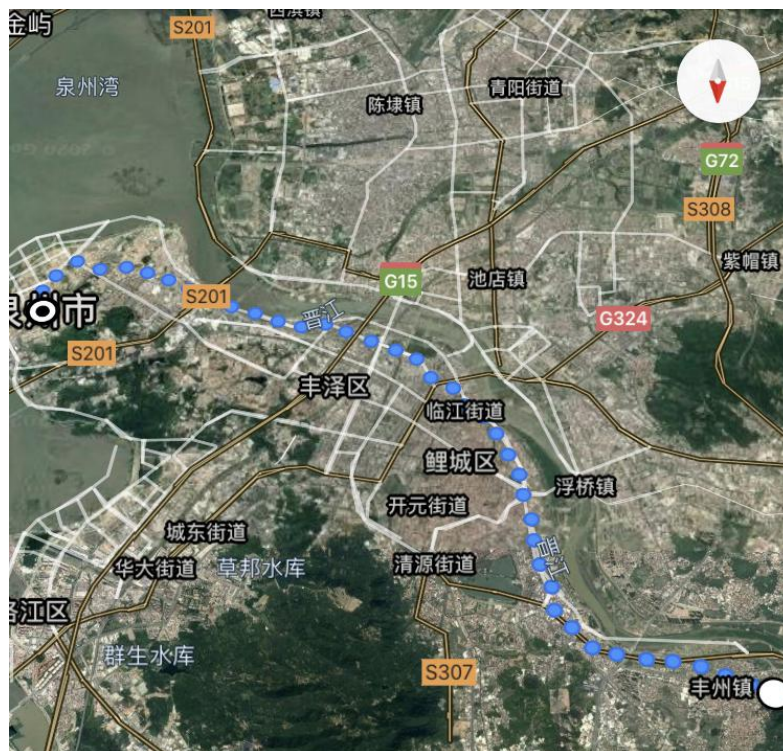 金屿
西滨镇
S201
泉州湾
陈埭镇
青阳街道
G72
S308
紫帽镇
G15
池店镇
S201
晋江
G324
泉州市
S201
丰泽区
临江街道
鲤城区
浮桥镇
开元街道
城东街道
清源街道
晋江
华大街道
草邦水库
洛江区
群生水库
S307
丰州镇